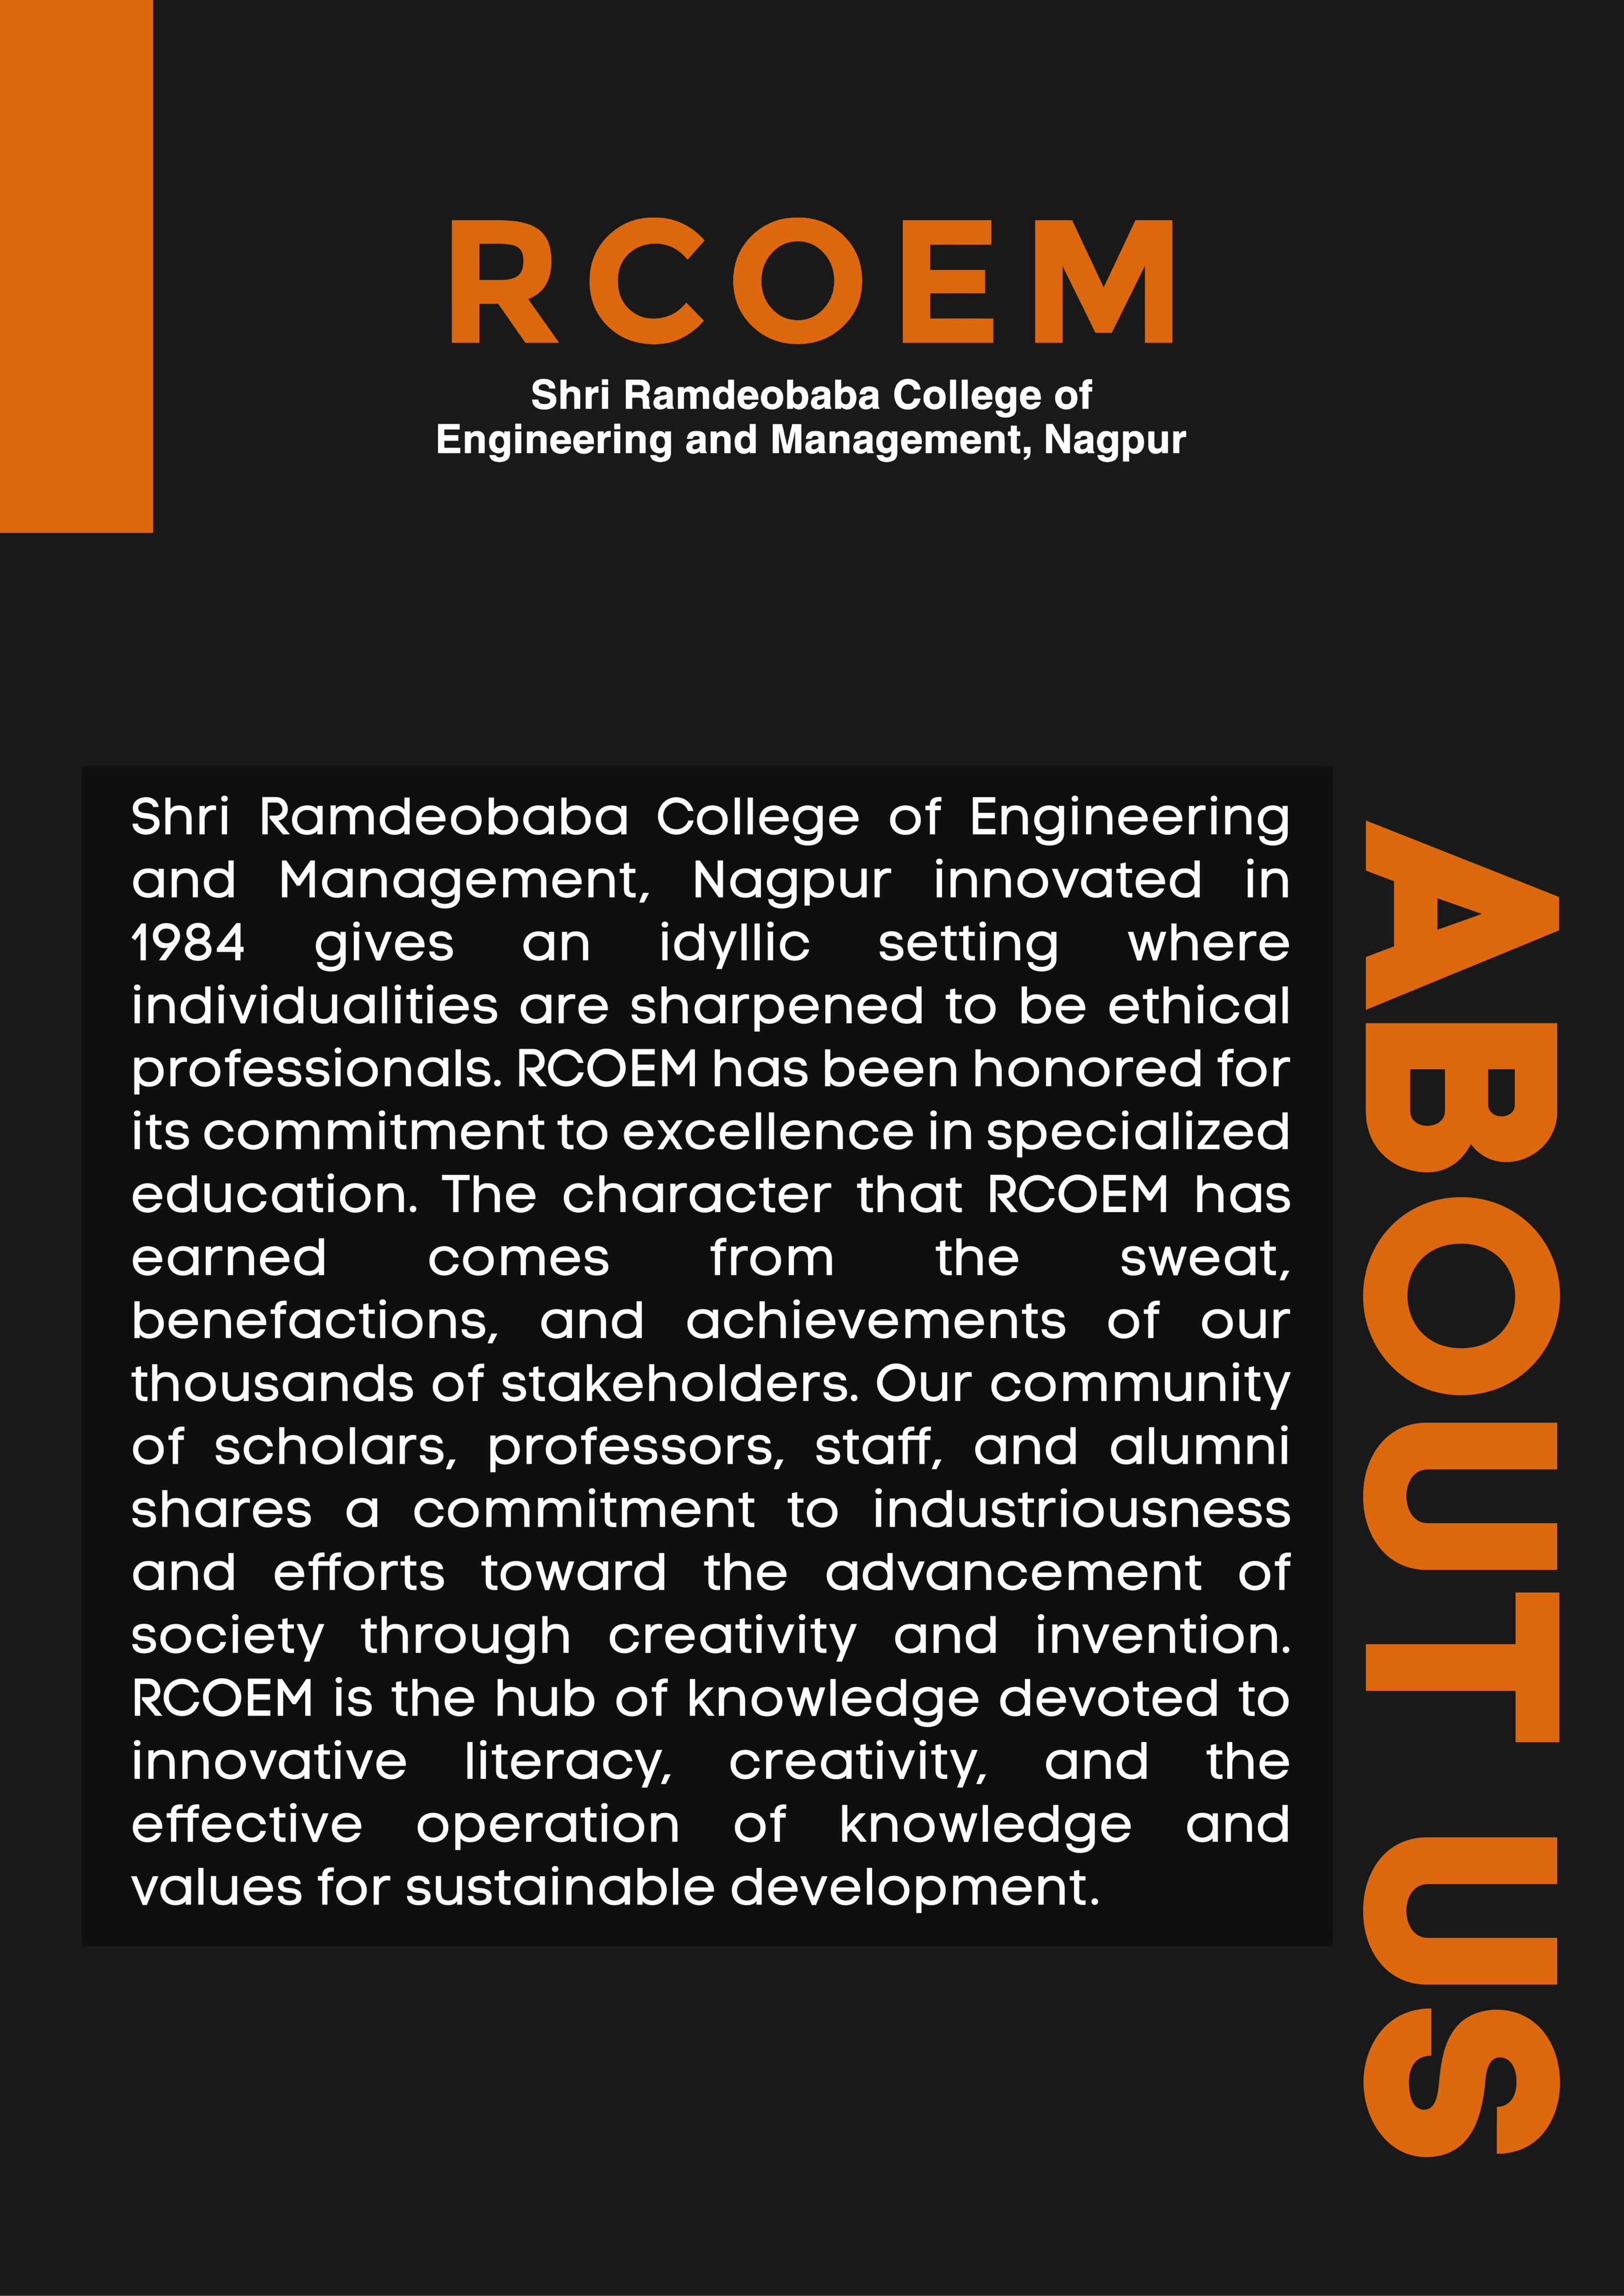 RCOEM
Shri Ramdeobaba College of
Engineering and Management, Nagpur
Shri Ramdeobaba College of Engineering
and Management, Nagpur innovated in
1984 gives an idyllic setting where
individualities are sharpened to be ethical
professionals. RCOEM has been honored for
its commitment to excellence in specialized
education. The character that RCOEM has
earned comes from the sweat,
benefactions, and achievements of our
thousands of stakeholders. Our community
of scholars, professors, staff, and alumni
shares a commitment to industriousness
and efforts toward the advancement of
society through creativity and invention.
RCOEM is the hub of knowledge devoted to
innovative literacy, creativity, and the
effective operation of knowledge and
values for sustainable development.
ABOUT US